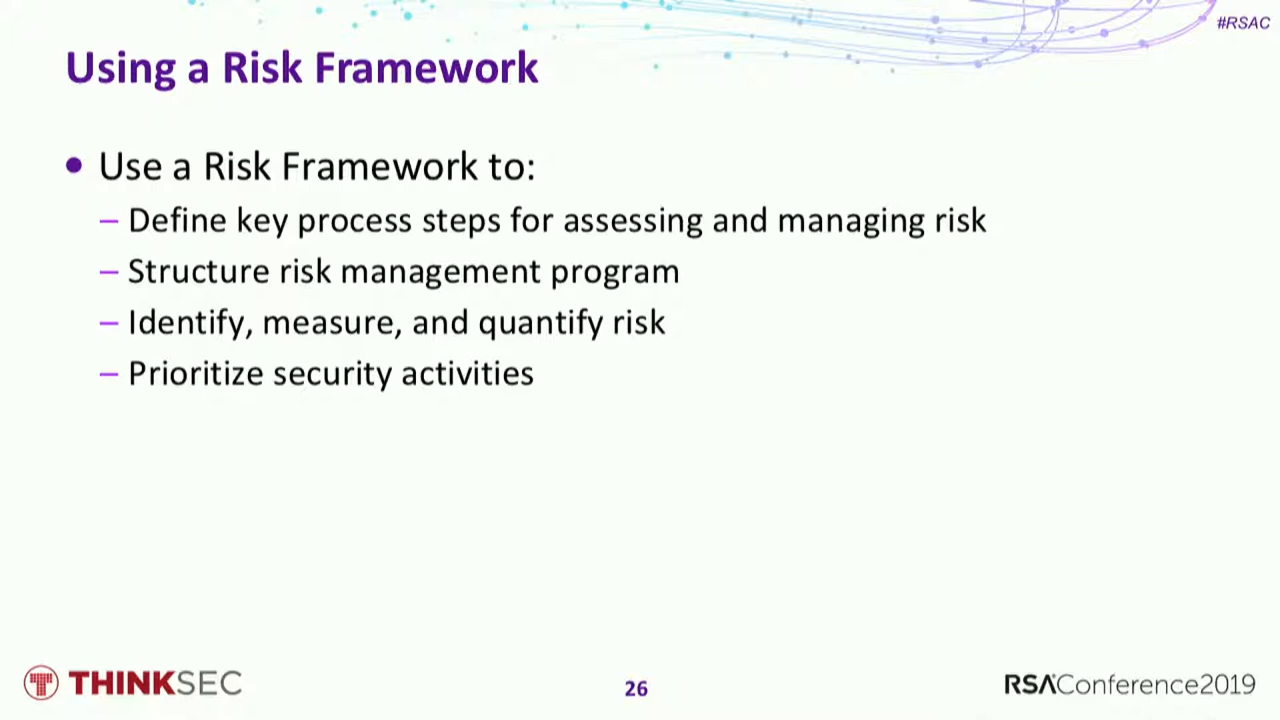 #RSAC
Using a Risk Framework
• Use a Risk Framework to:
– Define key process steps for assessing and managing risk
– Structure risk management program
– Identify, measure, and quantify risk
– Prioritize security activities
THINKSEC
26
RSAConference2019